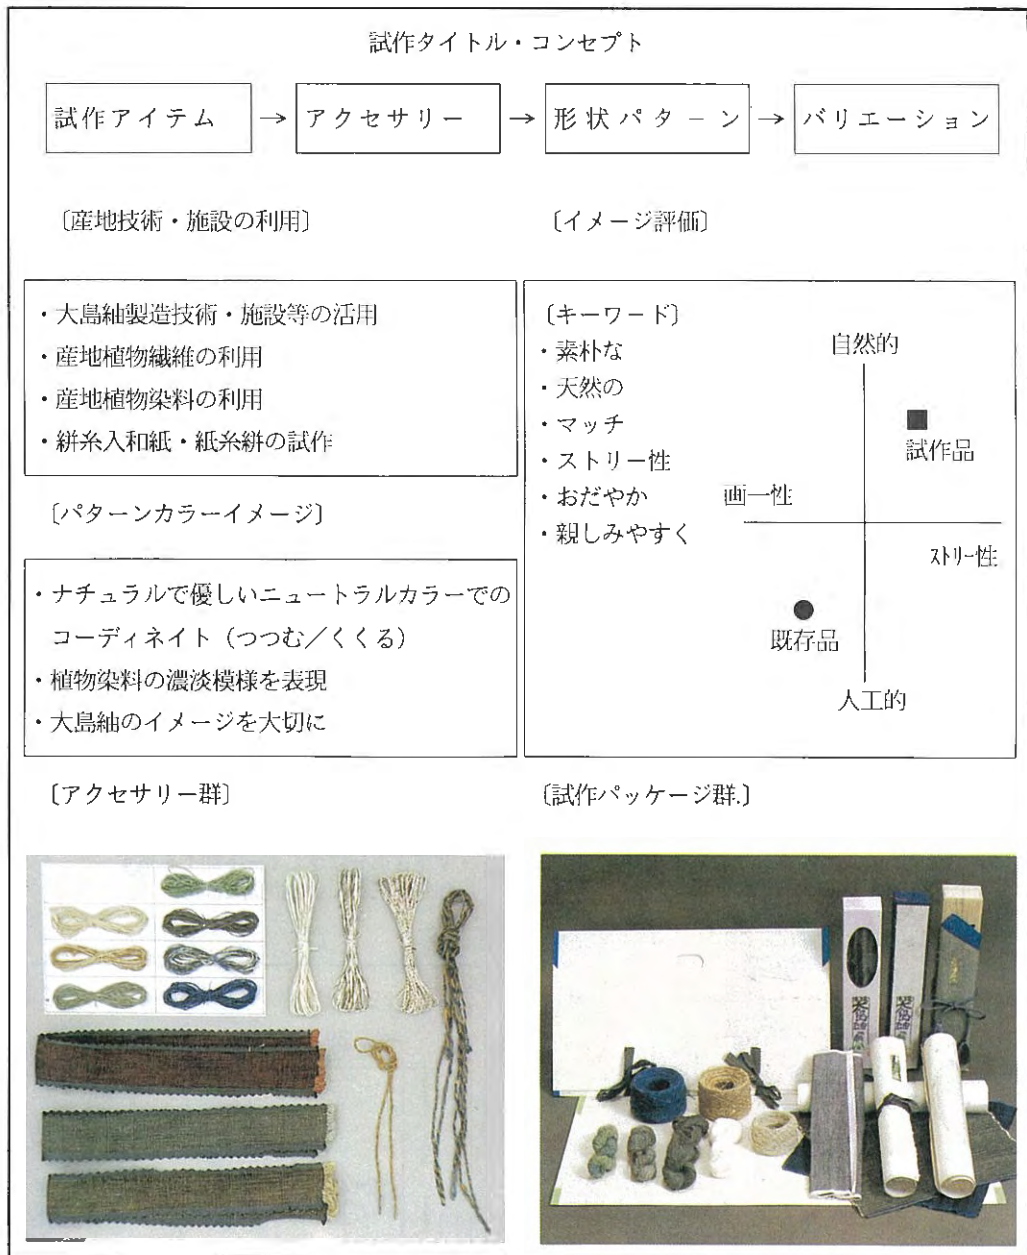 試作タイトル・コンセプト
試作アイテム → アクセサリー → 形状パターン → バリエーション
〔産地技術・施設の利用〕
・大島紬製造技術・施設等の活用
・産地植物繊維の利用
・産地植物染料の利用
・絣糸入和紙・紙糸絣の試作
〔パターンカラーイメージ〕
・ナチュラルで優しいニュートラルカラーでの
コーディネイト（つつむ／くくる）
・植物染料の濃淡模様を表現
・大島紬のイメージを大切に
〔イメージ評価〕
〔キーワード〕
・素朴な
・天然の
・マッチ
・ストリー性
・おだやか
・親しみやすく
自然的
試作品
画一性
ストリー性
既存品
人工的
〔アクセサリー群〕
〔試作パッケージ群.〕